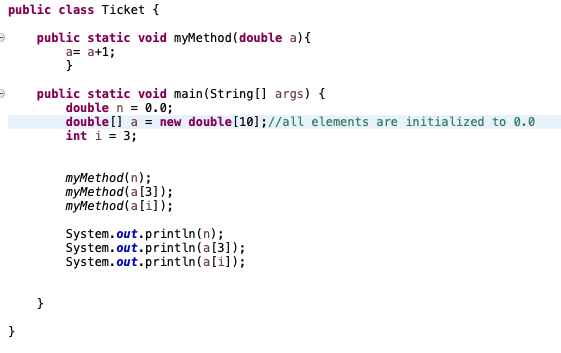 public class Ticket {
public static void myMethod(double a){
a= a+1;
}
public static void main(String[] args) {
double n = 0.0;
double[] a = new double[10];//all elements are initialized to 0.0
int i = 3;
myMethod(n);
myMethod(a[3]);
myMethod(a[i]);
System.out.println(n);
System.out.println(a[3]);
System.out.println(a[i]);
}
}